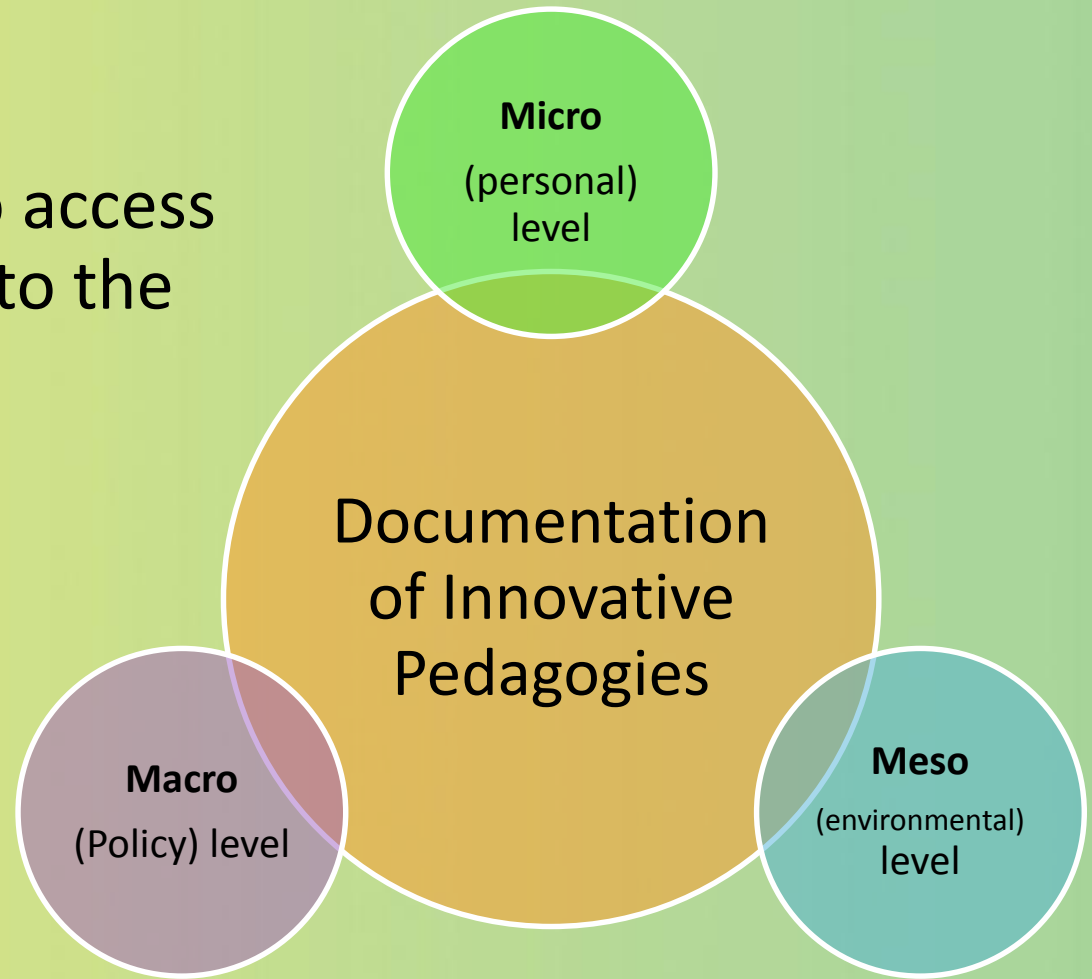 access
to the
Micro
(personal)
level
Documentation
of Innovative
Pedagogies
Macro
(Policy) level
Meso
(environmental)
level